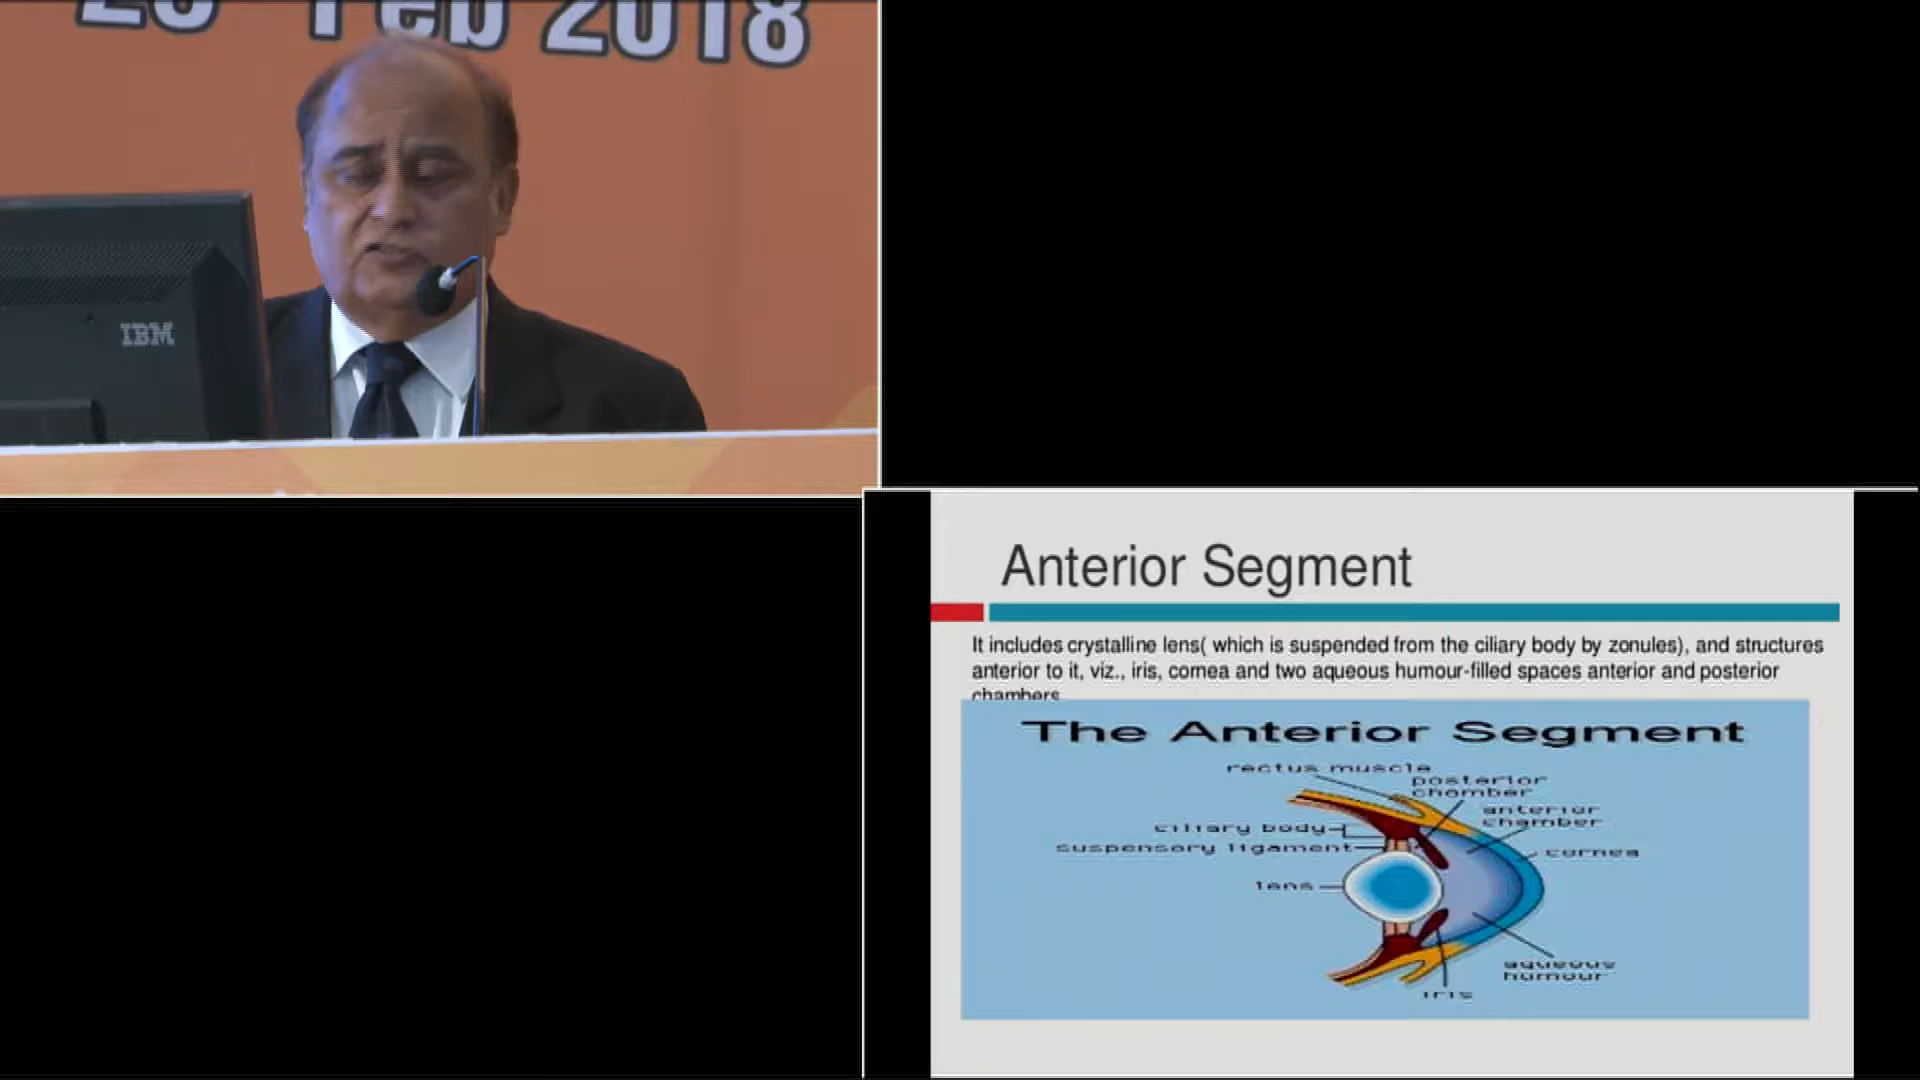 Feb 2018
IBM
Anterior Segment
It includes crystalline lens( which is suspended from the ciliary body by zonules), and structures
anterior to it, viz., iris, cornea and two aqueous humour-filled spaces anterior and posterior
chambers
The Anterior Segment
rectus muscle
posterior
chamber
anterior
chamber
ciliary body
suspensory ligament
cornea
lens
aqueous
humour
iris